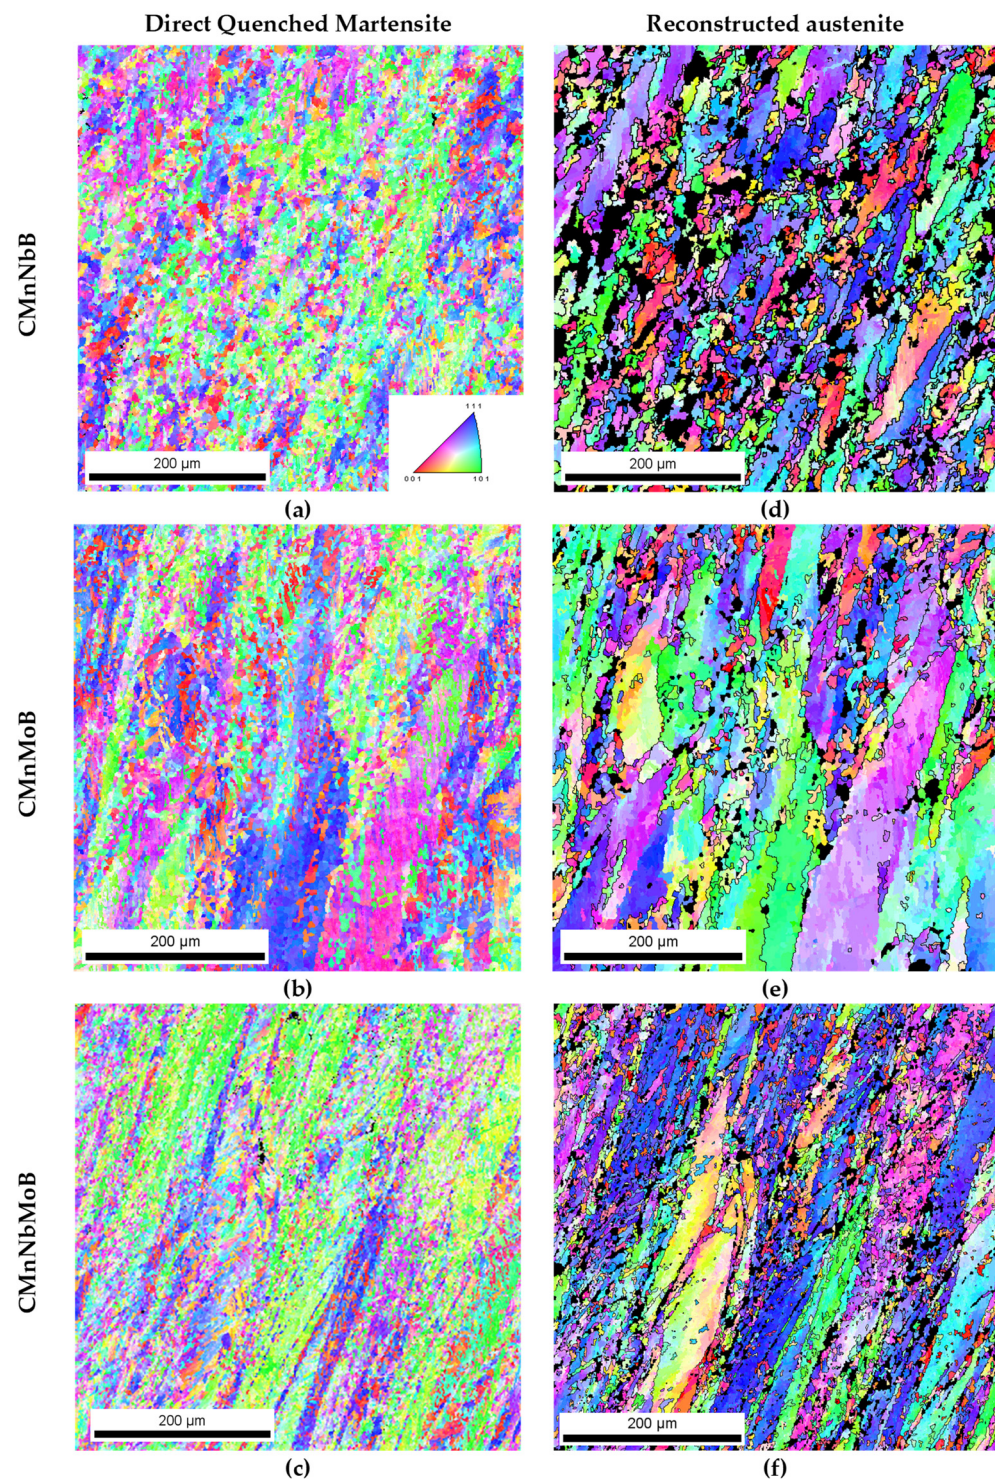 Direct Quenched Martensite
Reconstructed austenite
CMnNbB
1 1 1
0 0 1
1 0 1
200 µm
200 µm
(a)
(d)
CMnMoB
200 µm
200 µm
(b)
(e)
CMnNbMoB
200 µm
200 µm
(c)
(f)